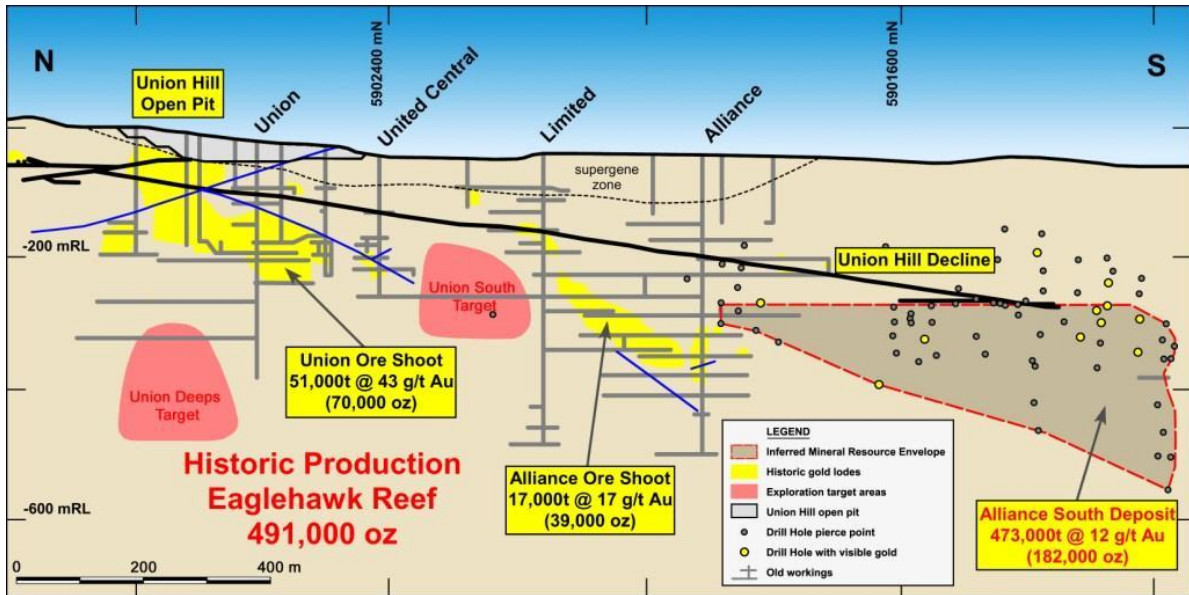 N
S
Union Hill
Open Pit
Union
5902400 mN
United Central
Limited
Alliance
5901600 mN
supergene
zone
-200 mRL
Union Hill Decline
Union South
Target
Union Ore Shoot
51,000t @ 43 g/t Au
(70,000 oz)
Union Deeps
Target
Historic Production
Eaglehawk Reef
491,000 oz
Alliance Ore Shoot
17,000t @ 17 g/t Au
(39,000 oz)
-600 mRL
LEGEND
Inferred Mineral Resource Envelope
Historic gold lodes
Exploration target areas
Union Hill open pit
Drill Hole pierce point
Drill Hole with visible gold
Old workings
Alliance South Deposit
473,000t @ 12 g/t Au
(182,000 oz)
0 100 200 300 400 m